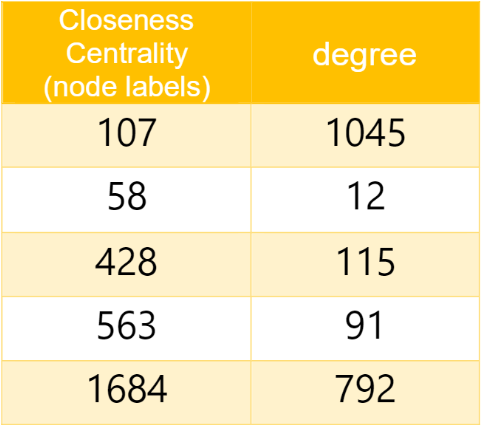 Closeness
Centrality
(node labels)
degree
107 1045
58 12
428 115
563 91
1684 792